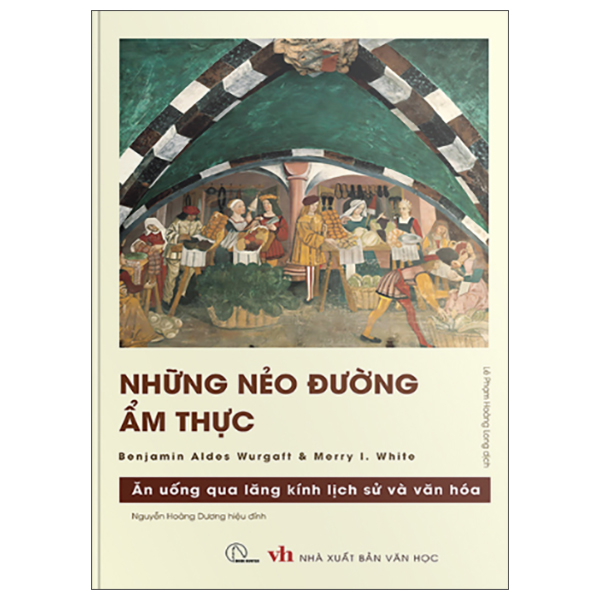 NHỮNG NẺO ĐƯỜNG
ẨM THỰC
Lê Phạm Hoàng Long dịch
Benjamin Aldes Wurgaft & Merry I. White
Ăn uống qua lăng kính lịch sử và văn hóa
Nguyễn Hoàng Dương hiệu đính
vh NHÀ XUẤT BẢN VĂN HỌC